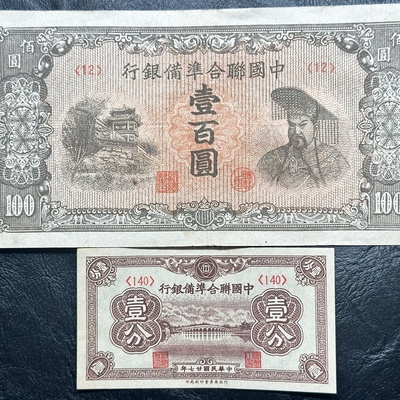 佰圓
佰圓
〈12〉
〈12〉
中國聯合準備銀行
壹百圓
100
100
〈140〉
〈140〉
中國聯合準備銀行
壹分
中華民國廿七年